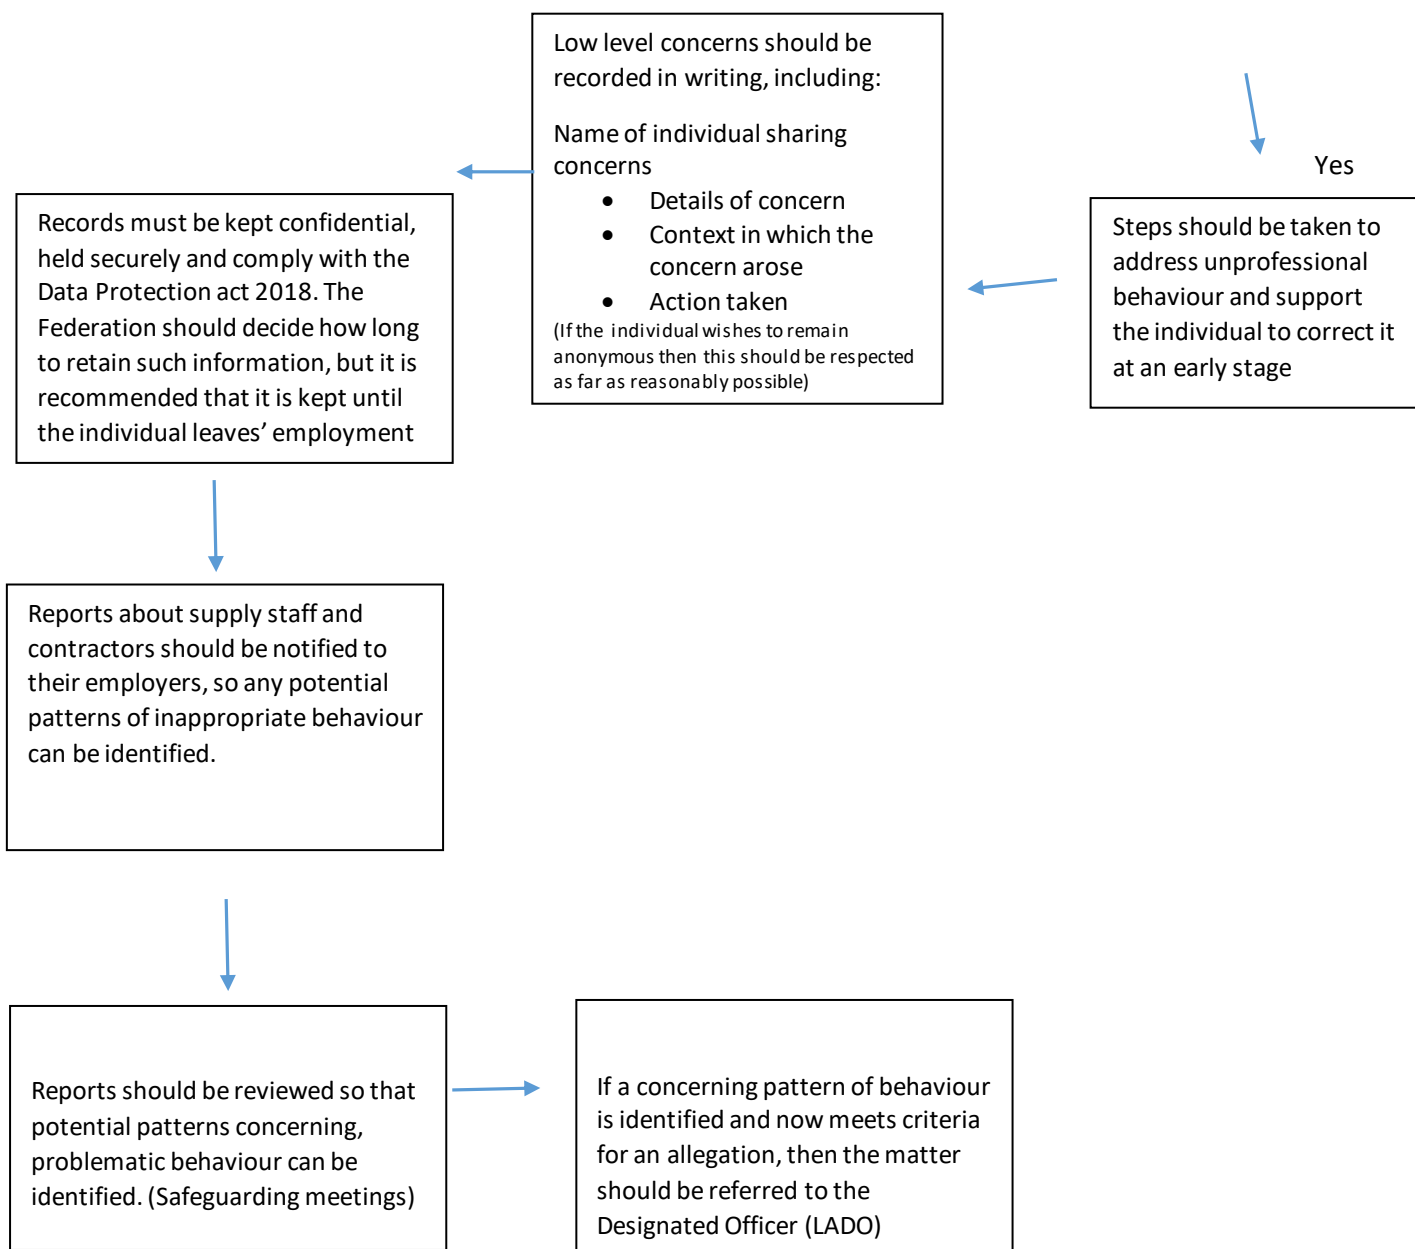 Low level concerns should be
recorded in writing, including:
Name of individual sharing
concerns
• Details of concern
• Context in which the
concern arose
• Action taken
(If the individual wishes to remain
anonymous then this should be respected
as far as reasonably possible)
Yes
Steps should be taken to
address unprofessional
behaviour and support
the individual to correct it
at an early stage
Records must be kept confidential,
held securely and comply with the
Data Protection act 2018. The
Federation should decide how long
to retain such information, but it is
recommended that it is kept until
the individual leaves’ employment
Reports about supply staff and
contractors should be notified to
their employers, so any potential
patterns of inappropriate behaviour
can be identified.
Reports should be reviewed so that
potential patterns concerning,
problematic behaviour can be
identified. (Safeguarding meetings)
If a concerning pattern of behaviour
is identified and now meets criteria
for an allegation, then the matter
should be referred to the
Designated Officer (LADO)